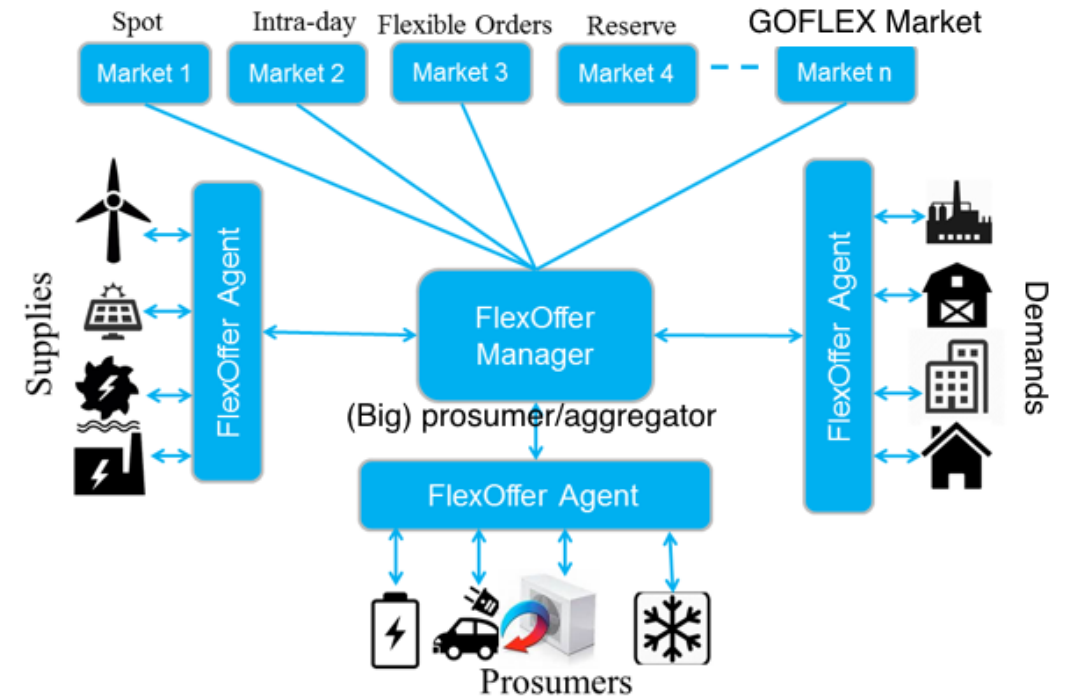 Spot
Intra-day
Flexible Orders
Reserve
GOFLEX Market
Market 1
Market 2
Market 3
Market 4
Market n
Supplies
FlexOffer Agent
FlexOffer
Manager
(Big) prosumer/aggregator
FlexOffer Agent
Demands
FlexOffer Agent
Prosumers